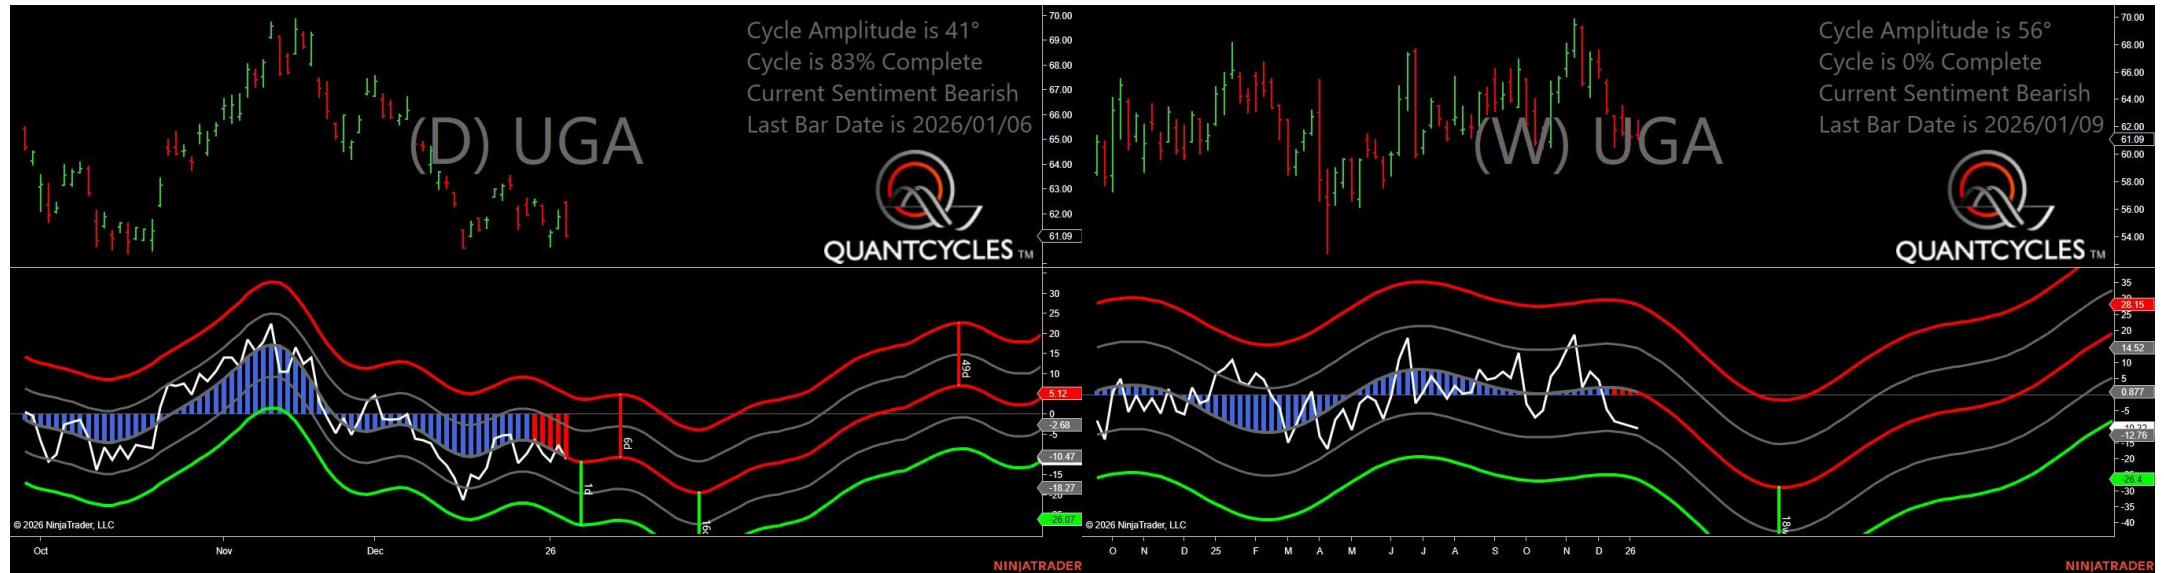 Cycle Amplitude is 41°
Cycle is 83% Complete
Current Sentiment Bearish
Last Bar Date is 2026/01/06
(D) UGA
QUANTCYCLES TM
70.00
69.00
68.00
67.00
66.00
65.00
64.00
63.00
62.00
61.09
30
25
20
15
10
5.12
0
-2.68
-5
-10.47
-15
-18.27
-26.07
49d
6d
1d
© 2026 NinjaTrader, LLC
Oct
Nov
Dec
26
NINJATRADER
Cycle Amplitude is 56°
Cycle is 0% Complete
Current Sentiment Bearish
Last Bar Date is 2026/01/09
(W) UGA
QUANTCYCLES TM
70.00
68.00
66.00
64.00
62.00
61.09
60.00
58.00
56.00
54.00
35
28.15
25
20
14.52
10
5
0.877
-5
-12.76
-20
-26.4
-30
-35
-40
© 2026 NinjaTrader, LLC
O N D 25 F M A M J J A S O N D 26
NINJATRADER